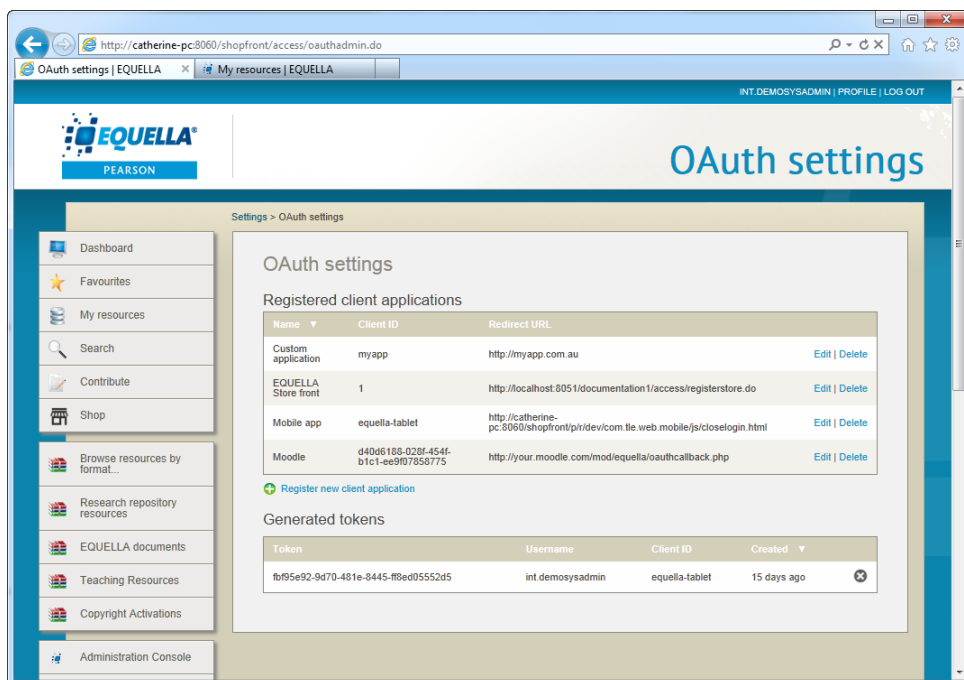 http://catherine-pc:8060/shopfront/access/oauthadmin.do
OAuth settings | EQUELLA
My resources | EQUELLA
INT.DEMOSYSADMIN | PROFILE | LOG OUT
EQUELLA®
PEARSON
OAuth settings
Settings > OAuth settings
Dashboard
Favourites
My resources
Search
Contribute
Shop
Browse resources by
format...
Research repository
resources
EQUELLA documents
Teaching Resources
Copyright Activations
Administration Console
OAuth settings
Registered client applications
Name ▼ Client ID Redirect URL
Custom
application myapp http://myapp.com.au Edit | Delete
EQUELLA
Store front 1 http://localhost:8051/documentation1/access/registerstore.do Edit | Delete
Mobile app equella-tablet http://catherine-
pc:8060/shopfront/p/r/dev/com.tle.web.mobile/js/closelogin.html Edit | Delete
Moodle d40d6188-028f-454f-
b1c1-ee9f07858775 http://your.moodle.com/mod/equella/oauthcallback.php Edit | Delete
Register new client application
Generated tokens
Token Username Client ID Created ▼
fbf95e92-9d70-481e-8445-ff8ed05552d5 int.demosysadmin equella-tablet 15 days ago